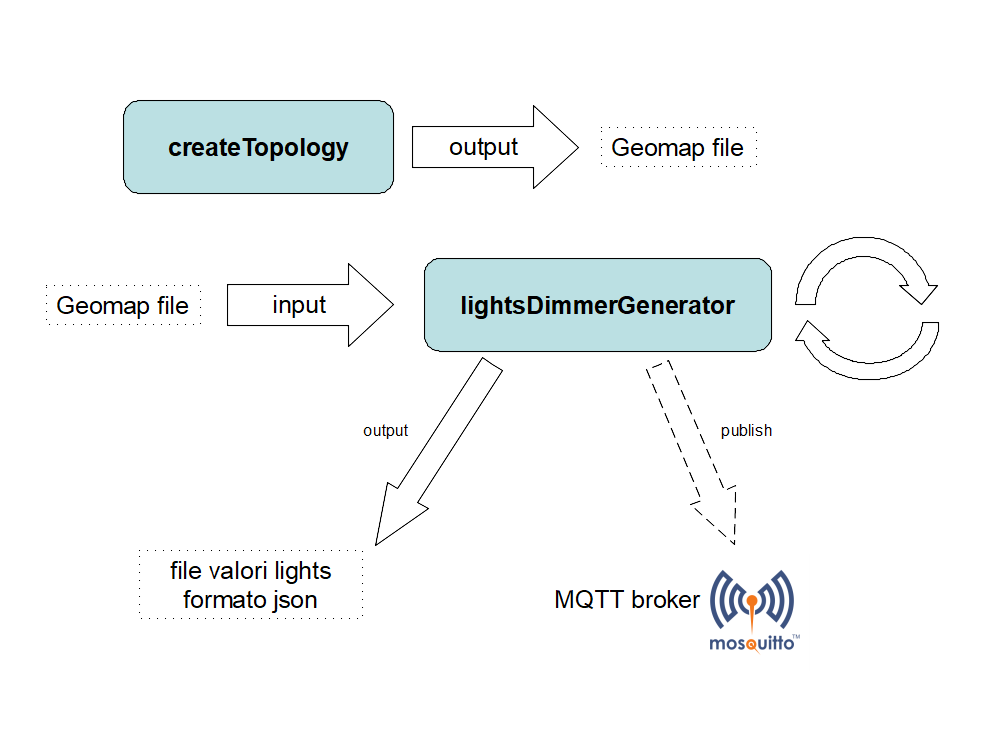 createTopology
output
Geomap file
Geomap file
input
lightsDimmerGenerator
output
publish
file valori lights
formato json
MQTT broker
mosquitto™